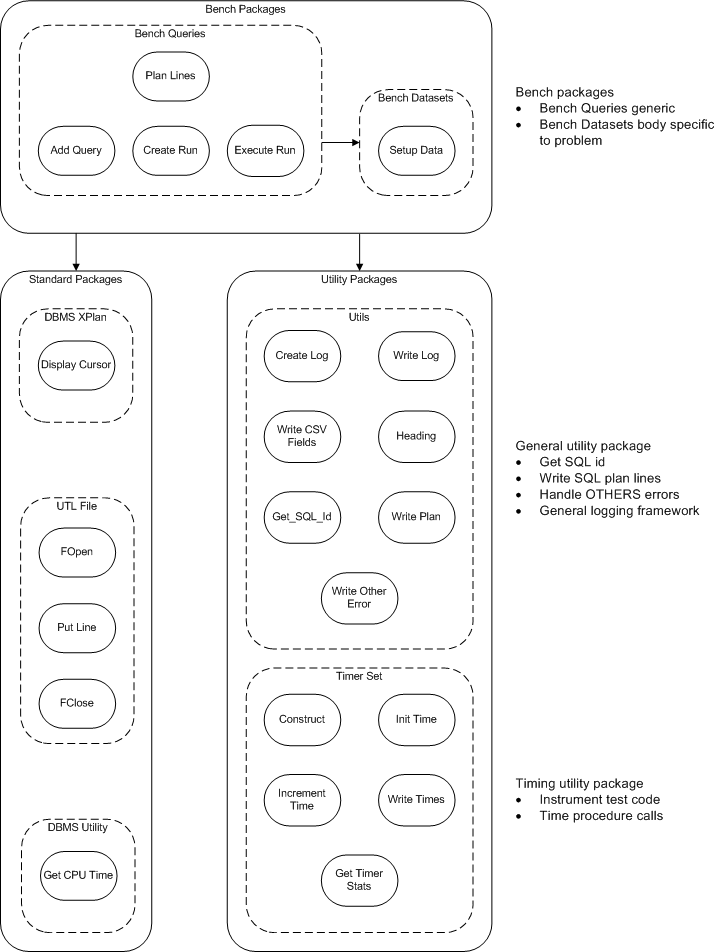 Bench Packages
Bench Queries
Plan Lines
Bench Datasets
Add Query
Create Run
Execute Run
Setup Data
Bench packages
• Bench Queries generic
• Bench Datasets body specific
to problem
Standard Packages
DBMS XPlan
Display Cursor
UTL File
FOpen
Put Line
FClose
DBMS Utility
Get CPU Time
Utility Packages
Utils
Create Log
Write Log
Write CSV
Fields
Heading
Get_SQL_Id
Write Plan
Write Other
Error
General utility package
• Get SQL id
• Write SQL plan lines
• Handle OTHERS errors
• General logging framework
Timer Set
Construct
Init Time
Increment
Time
Write Times
Get Timer
Stats
Timing utility package
• Instrument test code
• Time procedure calls